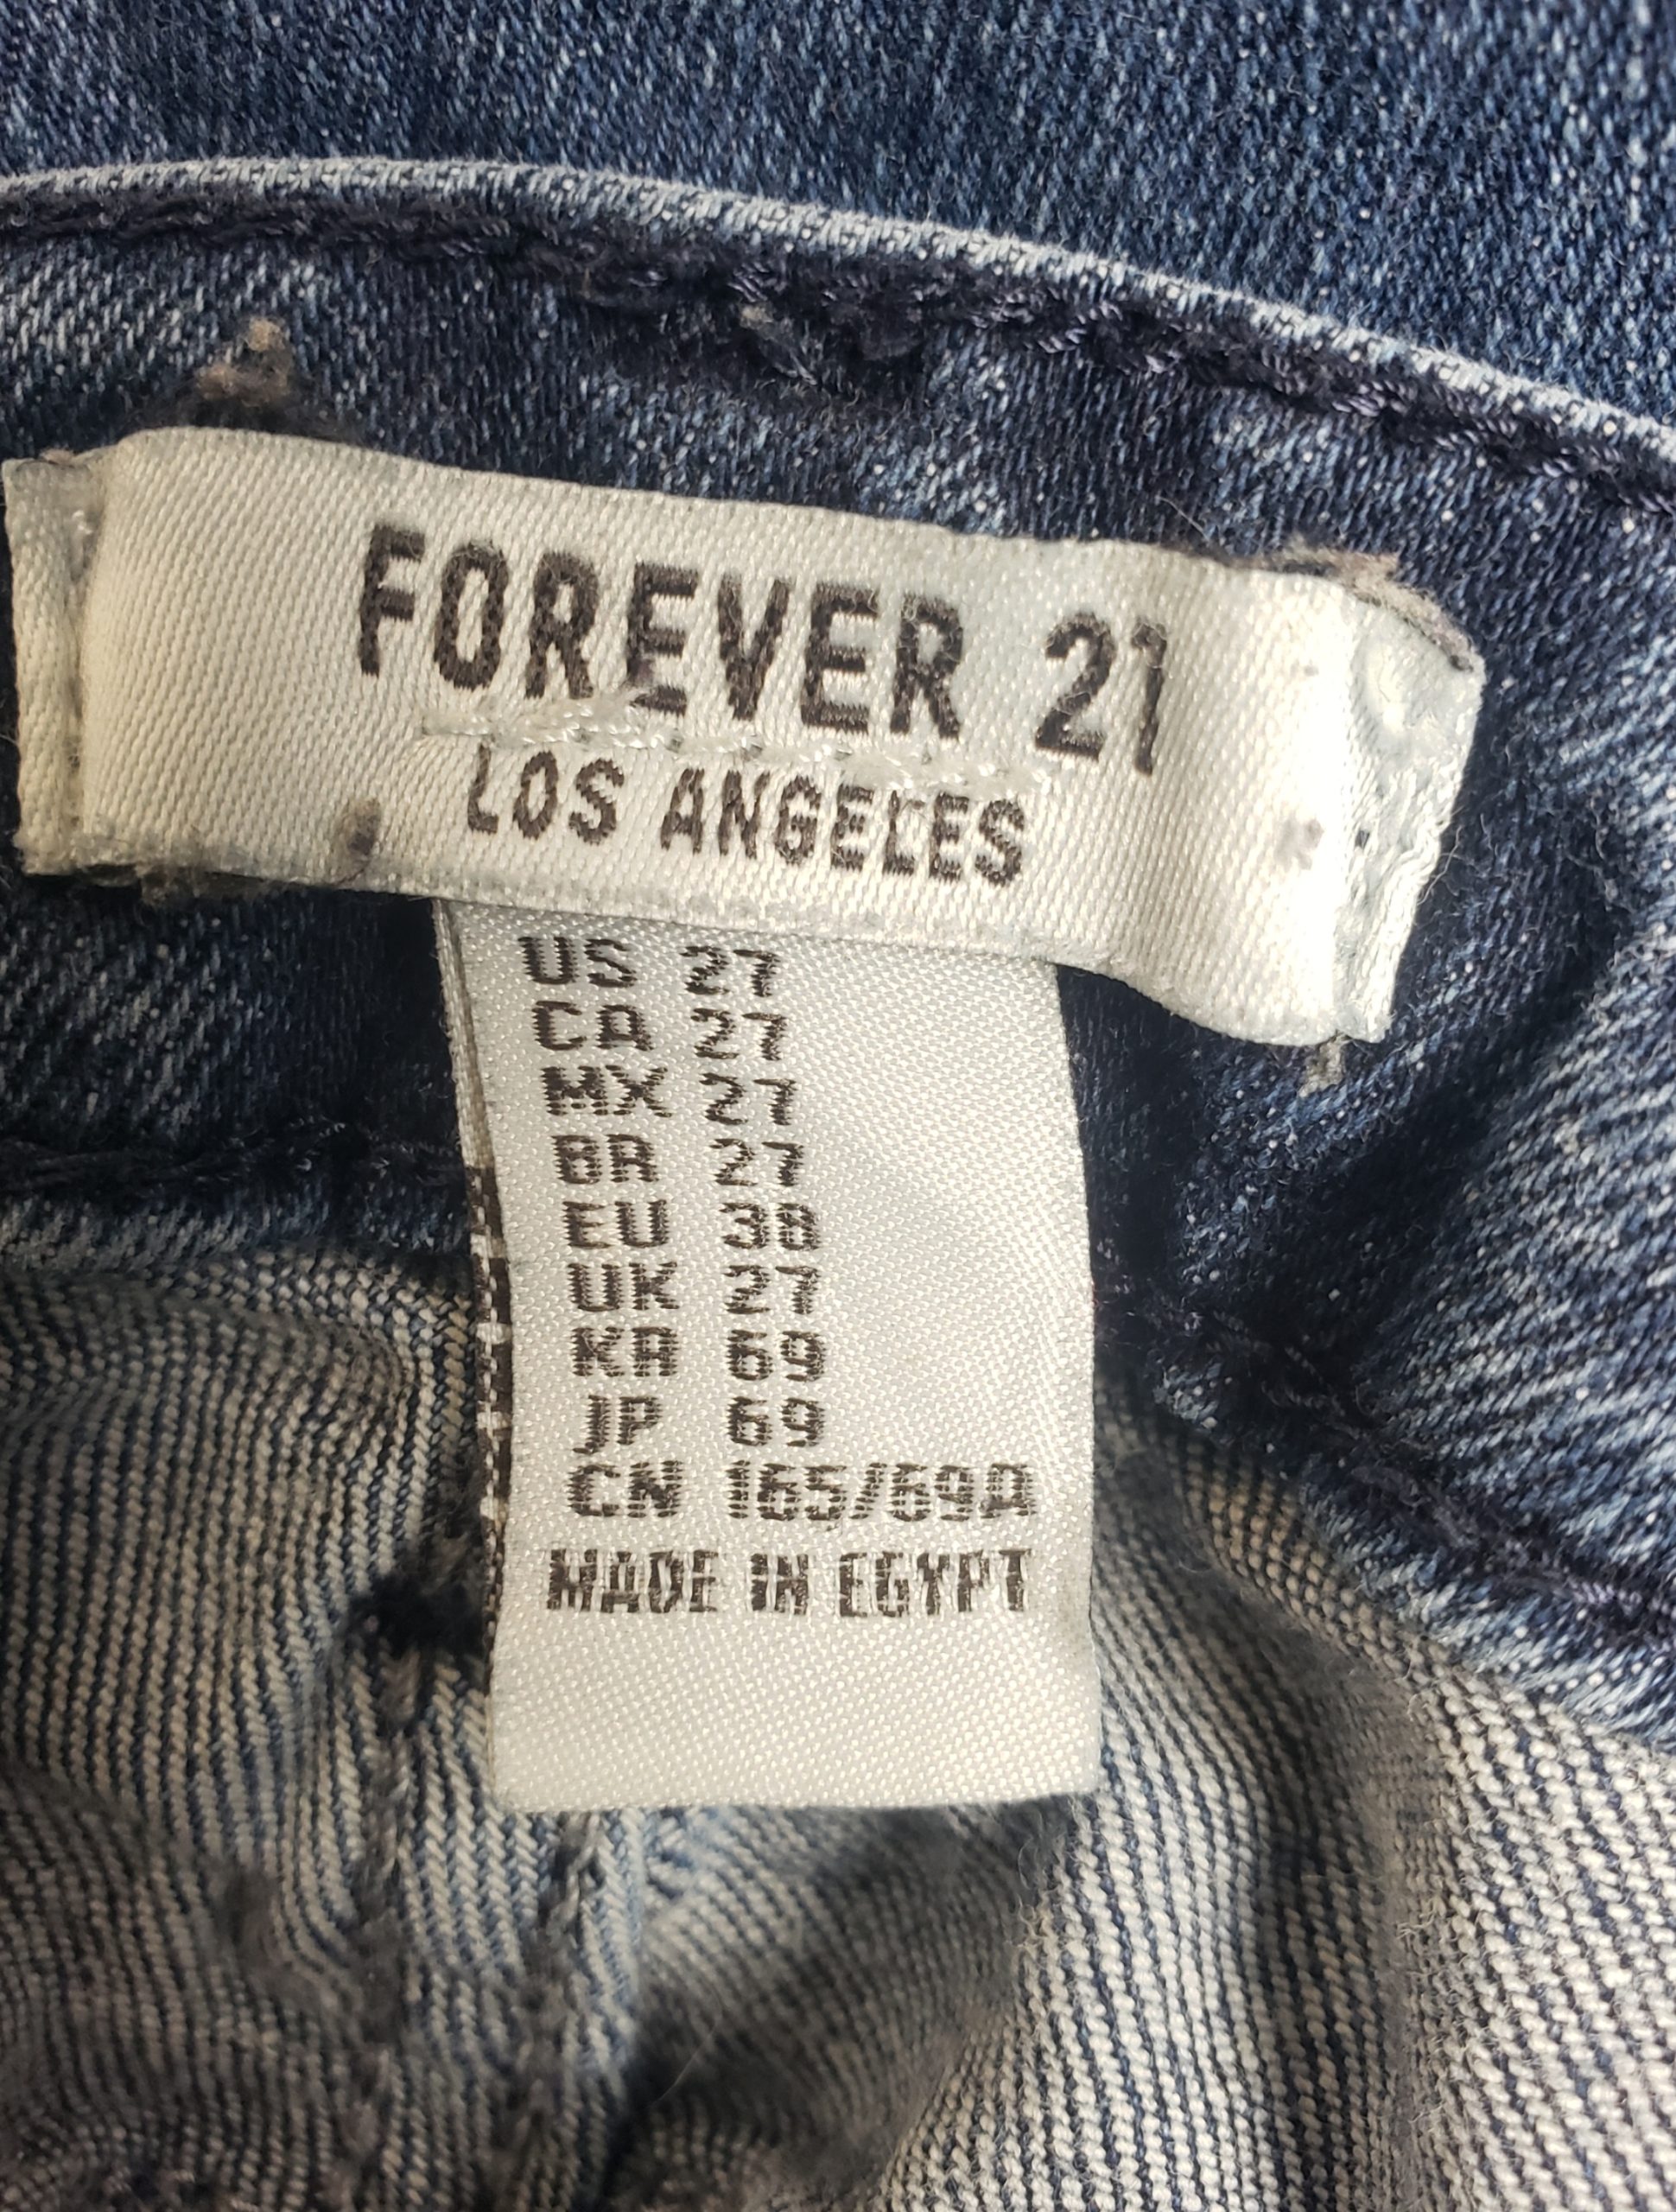 FOREVER 21
LOS ANGELES
US 27
CA 27
MX 27
BR 27
EU 38
UK 27
KR 69
JP 69
CN 165/69A
MADE IN EGYPT